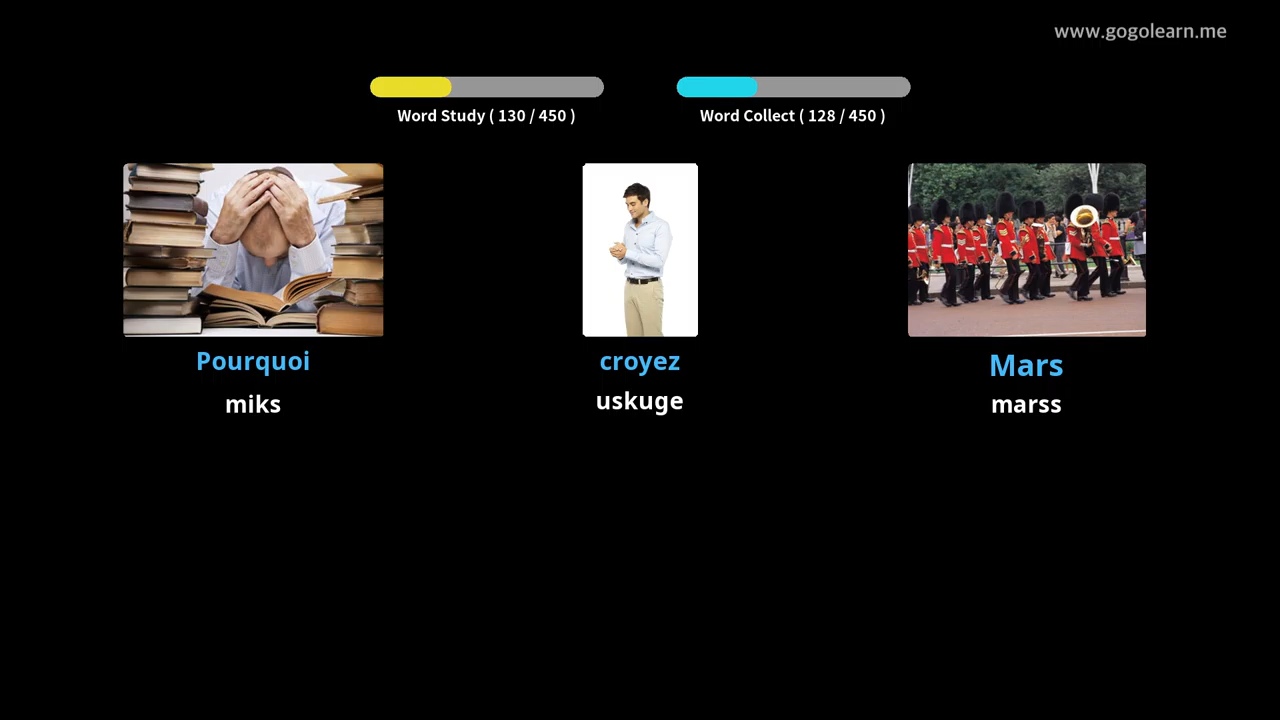 www.gogolearn.me
Word Study ( 130 / 450 )
Word Collect ( 128 / 450 )
Pourquoi
miks
croyez
uskuge
Mars
marss